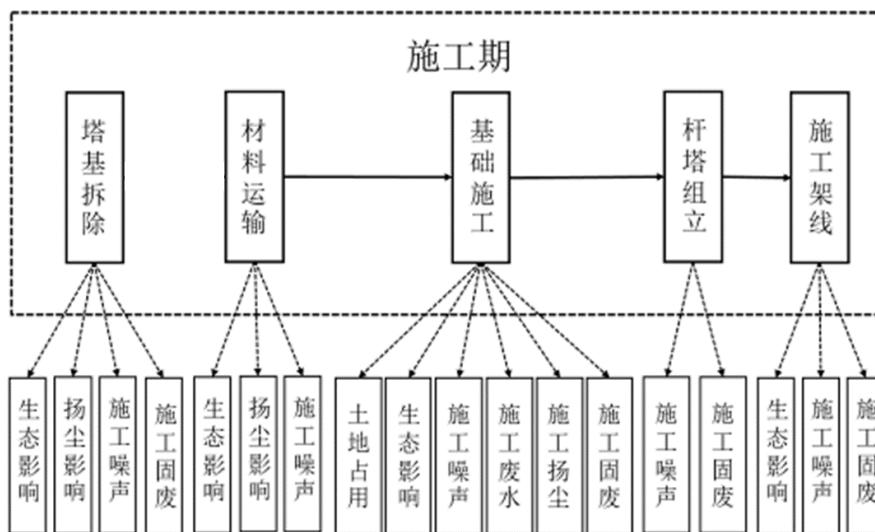 施工期
塔基拆除
材料运输
基础施工
杆塔组立
施工架线
生态影响
扬尘影响
施工噪声
施工固废
生态影响
扬尘影响
施工噪声
土地占用
生态影响
施工噪声
施工废水
施工扬尘
施工固废
施工噪声
施工固废
生态影响
施工噪声
施工固废